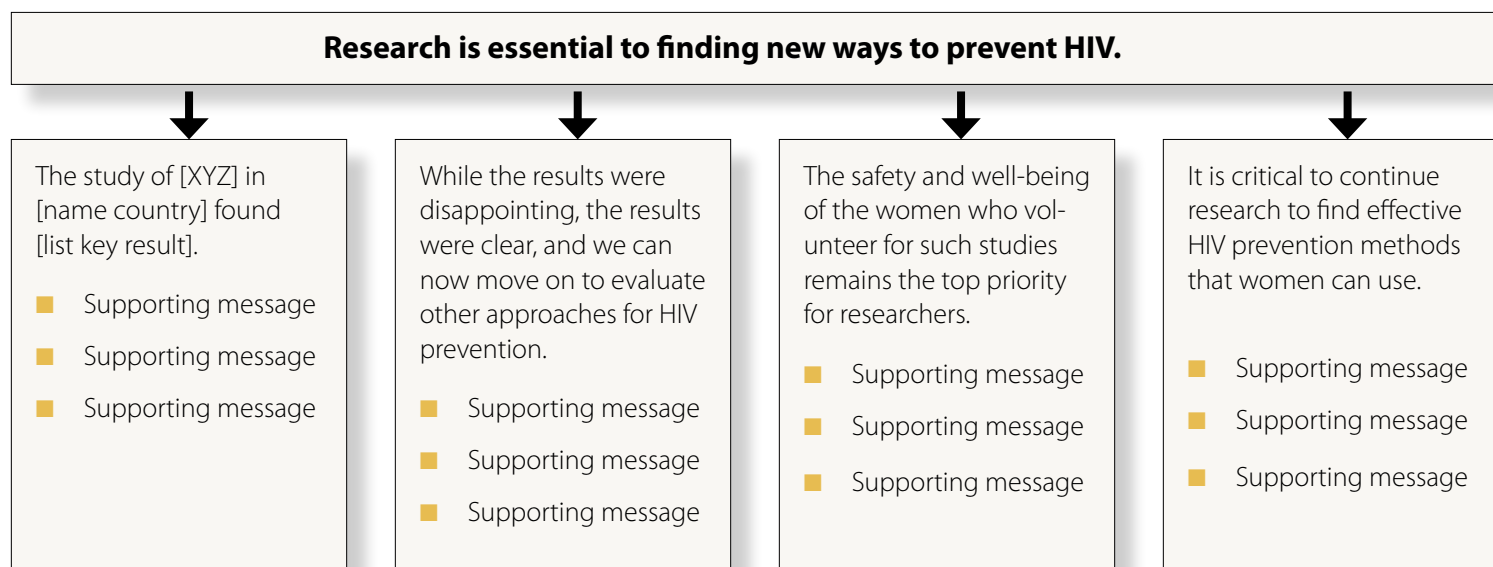 Research is essential to finding new ways to prevent HIV.
The study of [XYZ] in
[name country] found
[list key result].
Supporting message
Supporting message
Supporting message
While the results were
disappointing, the results
were clear, and we can
now move on to evaluate
other approaches for HIV
prevention.
Supporting message
Supporting message
Supporting message
The safety and well-being
of the women who vol-
unteer for such studies
remains the top priority
for researchers.
Supporting message
Supporting message
Supporting message
It is critical to continue
research to find effective
HIV prevention methods
that women can use.
Supporting message
Supporting message
Supporting message